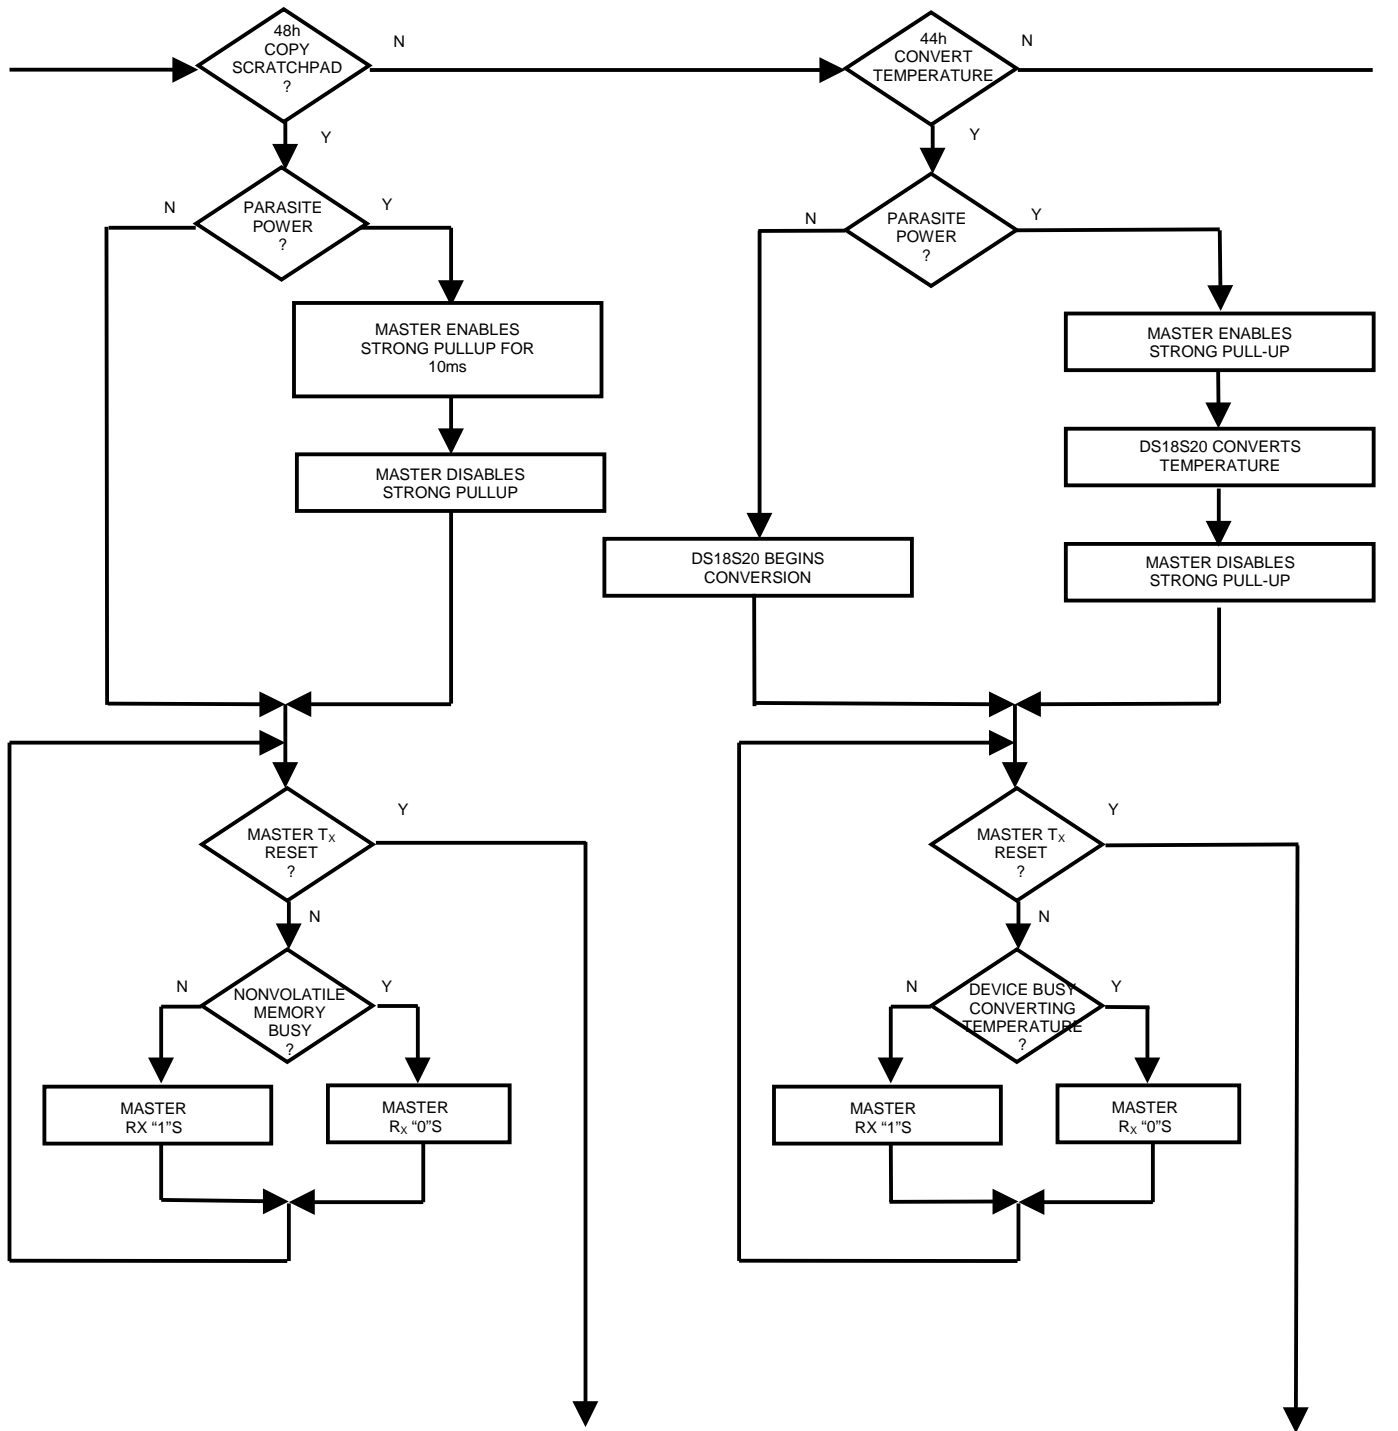 48h
COPY
SCRATCHPAD
?
N
44h
CONVERT
TEMPERATURE
N
Y
Y
N
PARASITE
POWER
?
Y
N
PARASITE
POWER
?
Y
MASTER ENABLES
STRONG PULLUP FOR
10ms
MASTER ENABLES
STRONG PULL-UP
MASTER DISABLES
STRONG PULLUP
DS18S20 CONVERTS
TEMPERATURE
DS18S20 BEGINS
CONVERSION
MASTER DISABLES
STRONG PULL-UP
MASTER TX
RESET
?
Y
MASTER TX
RESET
?
Y
N
N
N
NONVOLATILE
MEMORY
BUSY
?
Y
N
DEVICE BUSY
CONVERTING
TEMPERATURE
?
Y
MASTER
RX “1”S
MASTER
RX “0”S
MASTER
RX “1”S
MASTER
RX “0”S